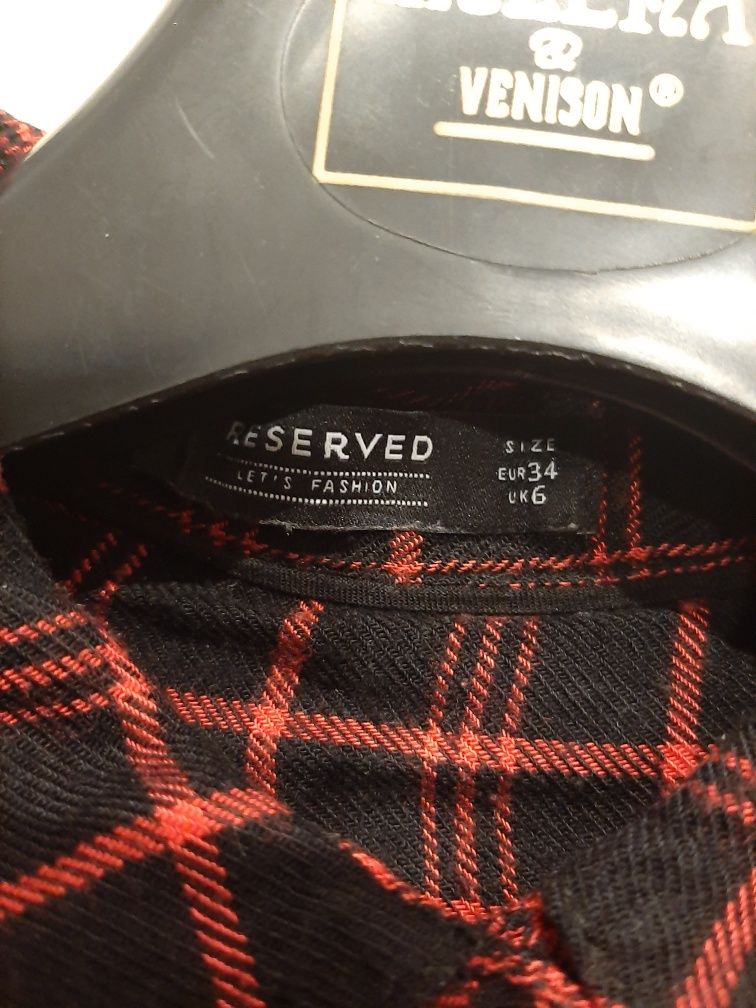 &
VENISON®
RESERVED
LET'S FASHION
SIZE
EUR34
UK6